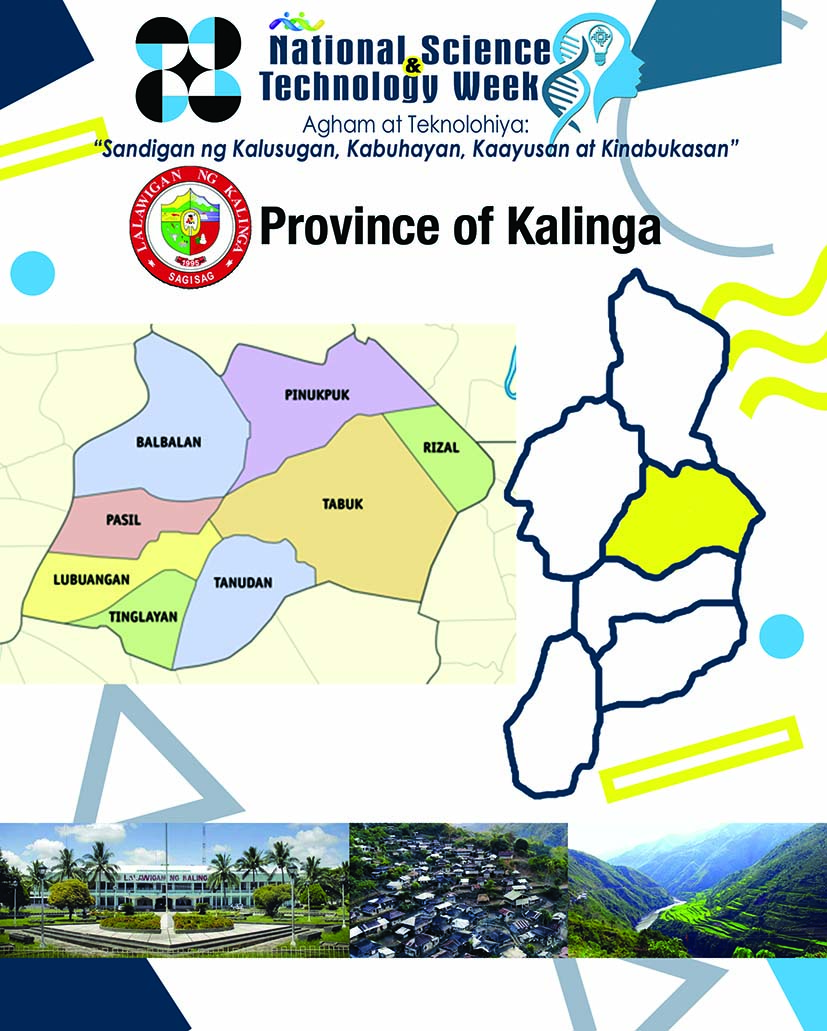 National Science
&
Technology Week
Agham at Teknolohiya:
“Sandigan ng Kalusugan, Kabuhayan, Kaayusan at Kinabukasan”
LALAWIGAN NG KALINGA
1995
SAGISAG
Province of Kalinga
PINUKPUK
BALBALAN
RIZAL
TABUK
PASIL
LUBUANGAN
TANUDAN
TINGLAYAN
LALAWIGAN NG KALINGA